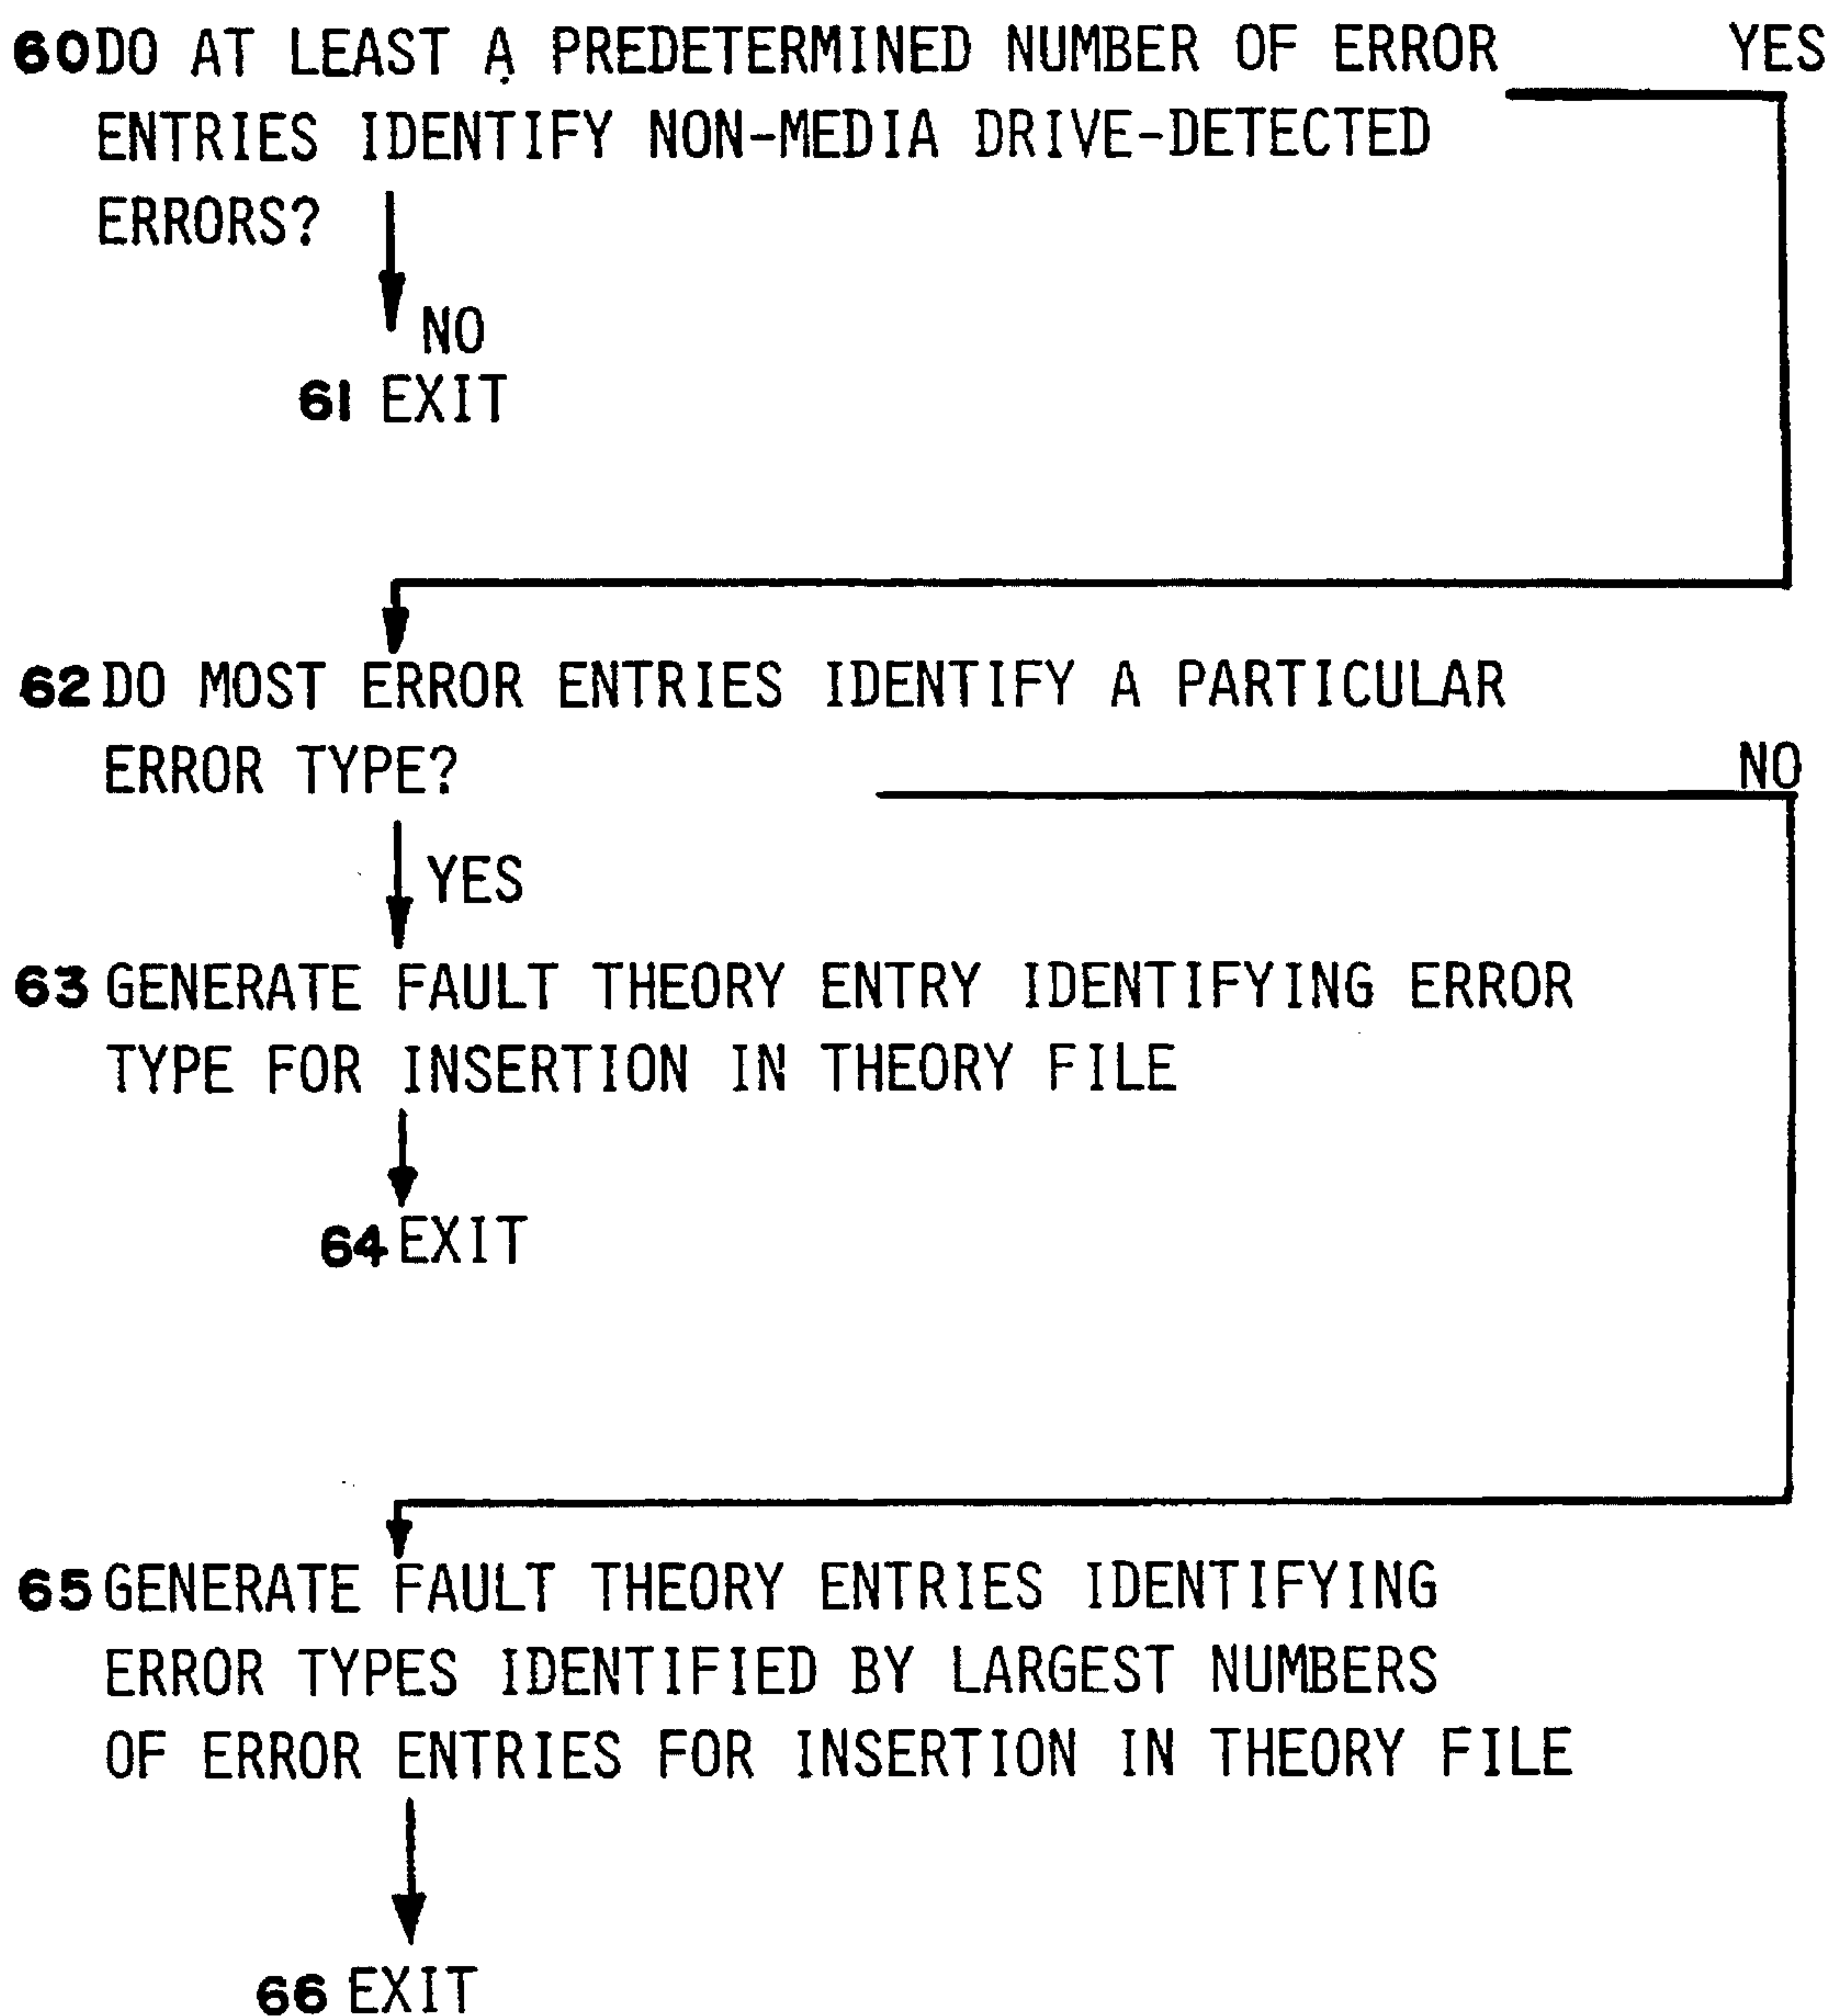 60 DO AT LEAST A PREDETERMINED NUMBER OF ERROR YES
ENTRIES IDENTIFY NON-MEDIA DRIVE-DETECTED
ERRORS?
NO
61 EXIT
62 DO MOST ERROR ENTRIES IDENTIFY A PARTICULAR
ERROR TYPE? NO
YES
63 GENERATE FAULT THEORY ENTRY IDENTIFYING ERROR
TYPE FOR INSERTION IN THEORY FILE
64 EXIT
65 GENERATE FAULT THEORY ENTRIES IDENTIFYING
ERROR TYPES IDENTIFIED BY LARGEST NUMBERS
OF ERROR ENTRIES FOR INSERTION IN THEORY FILE
66 EXIT